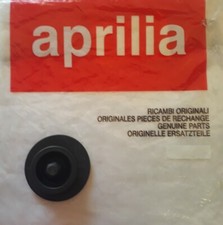 aprilia
RICAMBI ORIGINALI
ORIGINALES PIECES DE RECHANGE
GENUINE PARTS
ORIGINELLE ERSATZTEILE